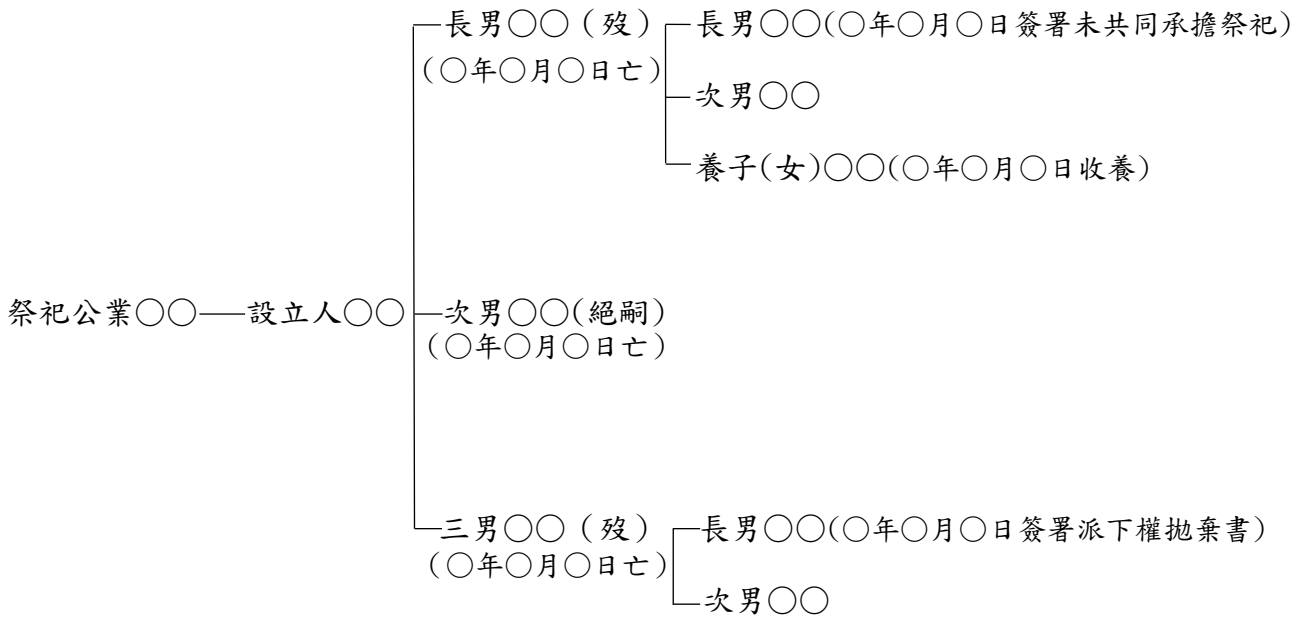 長男○○（歿）
（○年○月○日亡）
長男○○(○年○月○日簽署未共同承擔祭祀)
次男○○
養子(女)○○(○年○月○日收養)
祭祀公業○○——設立人○○
次男○○(絕嗣)
（○年○月○日亡）
三男○○（歿）
（○年○月○日亡）
長男○○(○年○月○日簽署派下權拋棄書)
次男○○